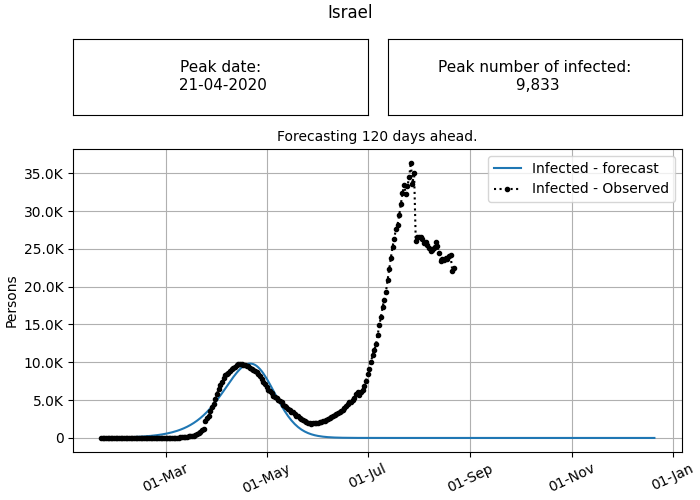 Israel
Peak date:
21-04-2020
Peak number of infected:
9,833
Forecasting 120 days ahead.
Infected - forecast
Infected - Observed
Persons
35.0K
30.0K
25.0K
20.0K
15.0K
10.0K
5.0K
0
01-Mar
01-May
01-Jul
01-Sep
01-Nov
01-Jan